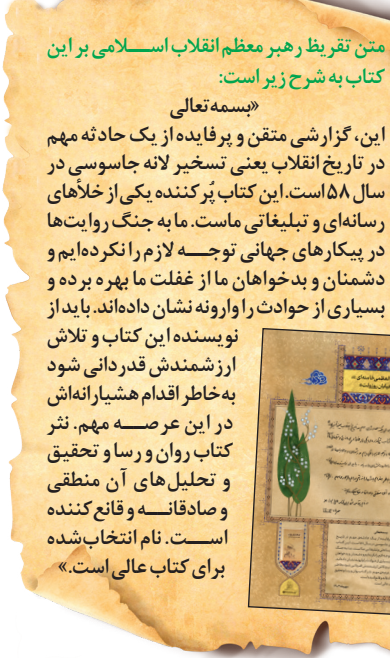 متن تقریظ رهبر معظم انقلاب اســـلامی بر این
کتاب به شرح زیر است:
«بسمه‌تعالی
این، گزارشی متقن و پرفایده از یک حادثه مهم
در تاریخ انقلاب یعنی تسخیر لانه جاسوسی در
سال ۵۸ است. این کتاب پُرکننده یکی از خلأهای
رسانه‌ای و تبلیغاتی ماست. ما به جنگ روایت‌ها
در پیکارهای جهانی توجـــه لازم را نکرده‌ایم و
دشمنان و بدخواهان ما از غفلت ما بهره برده و
بسیاری از حوادث را وارونه نشان داده‌اند. باید از
نویسنده این کتاب و تلاش
ارزشمندش قدردانی شود
به‌خاطر اقدام هشیارانه‌اش
در این عرصـــه مهم. نثر
کتاب روان و رسا و تحقیق
و تحلیل‌های آن منطقی
و صادقانـــه و قانع‌کننده
اســـت. نام انتخاب‌شده
برای کتاب عالی است.»